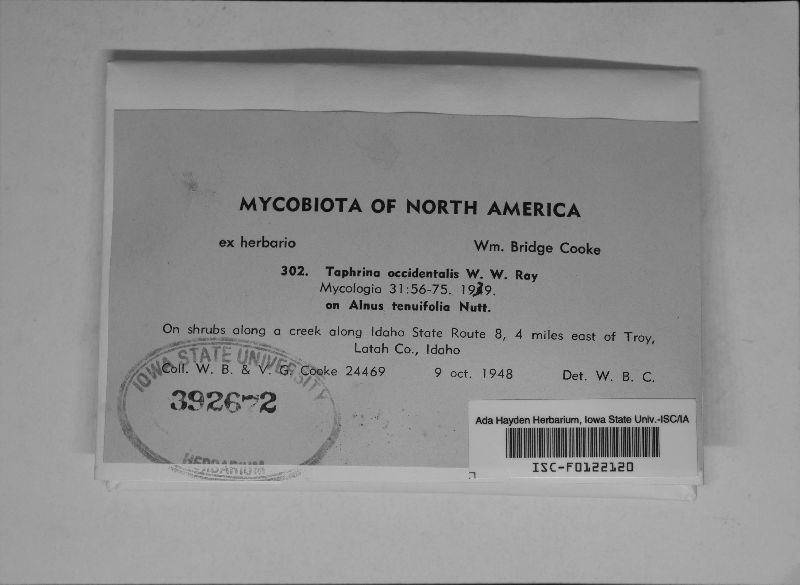 MYCOBIOTA OF NORTH AMERICA
ex herbario Wm. Bridge Cooke
302. Taphrina occidentalis W. W. Ray
Mycologia 31:56-75. 1939.
on Alnus tenuifolia Nutt.
On shrubs along a creek along Idaho State Route 8, 4 miles east of Troy,
Latah Co., Idaho
Coll. W. B. & V. G. Cooke 24469 9 oct. 1948 Det. W. B. C.
IOWA STATE UNIVERSITY
HERBARIUM
Ada Hayden Herbarium, Iowa State Univ.-ISC/IA
ISC-F0122120